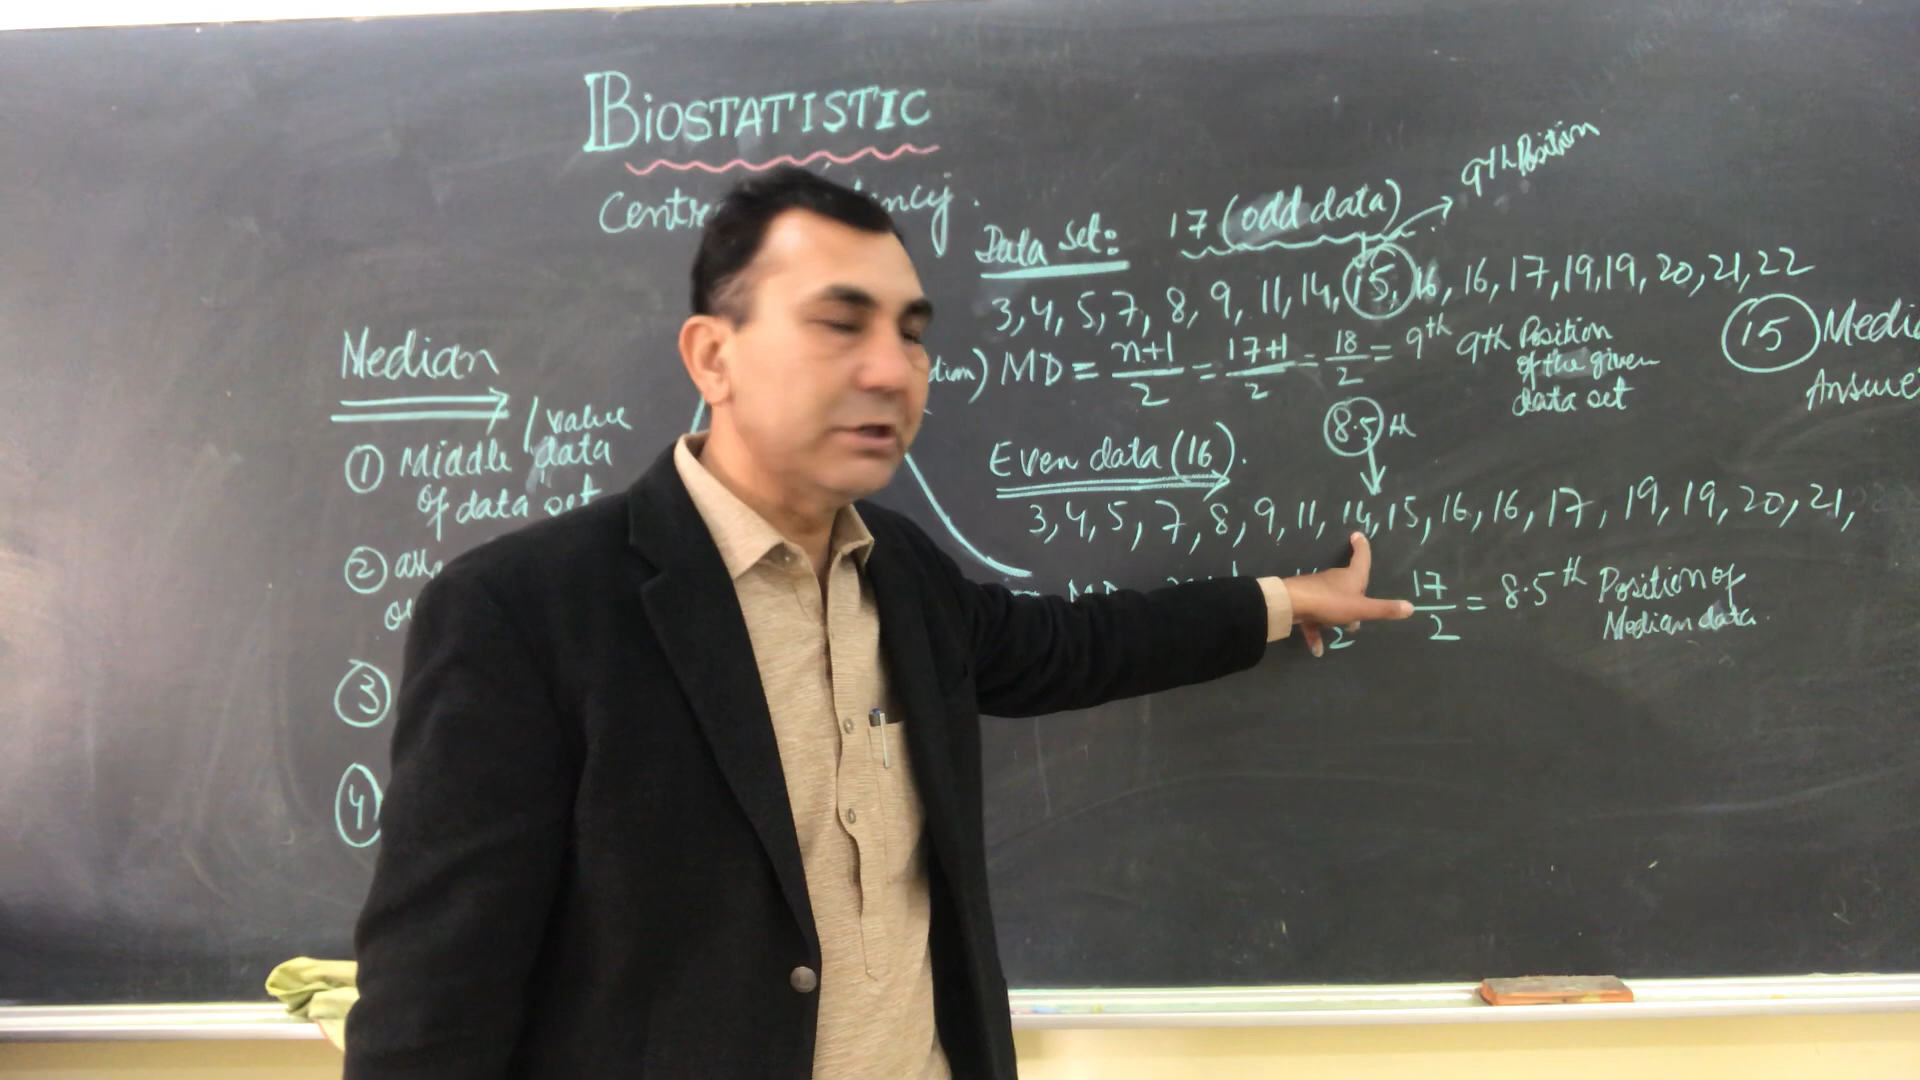 BIOSTATISTIC
Data Set: 17 (odd data)
9th Position
3, 4, 5, 7, 8, 9, 11, 14, 15, 16, 16, 17, 19, 19, 20, 21, 22
MD = n+1/2 = 17+1/2 = 18/2 = 9th 9th Position
of the given
data set
15 Media
Answe
Median
① Middle / value
data
of data set
②
③
④
Even data (16).
8.5 th
3, 4, 5, 7, 8, 9, 11, 14, 15, 16, 16, 17, 19, 19, 20, 21,
2 17/2 = 8.5th Position of
Median data.